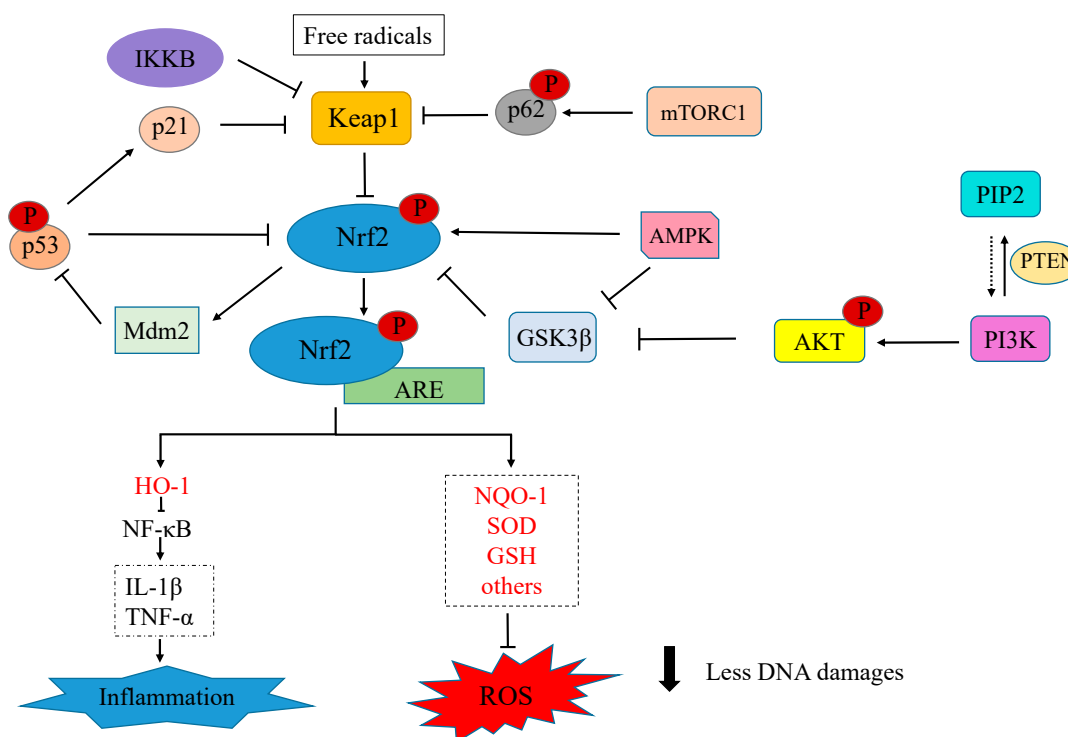 Free radicals
IKKB
P
Keap1
p62
mTORC1
p21
PIP2
P
P
Nrf2
AMPK
p53
PTEN
P
Mdm2
P
GSK3β
AKT
PI3K
Nrf2
ARE
HO-1
NQO-1
NF-κB
SOD
GSH
IL-1β
others
TNF-α
Less DNA damages
Inflammation
ROS